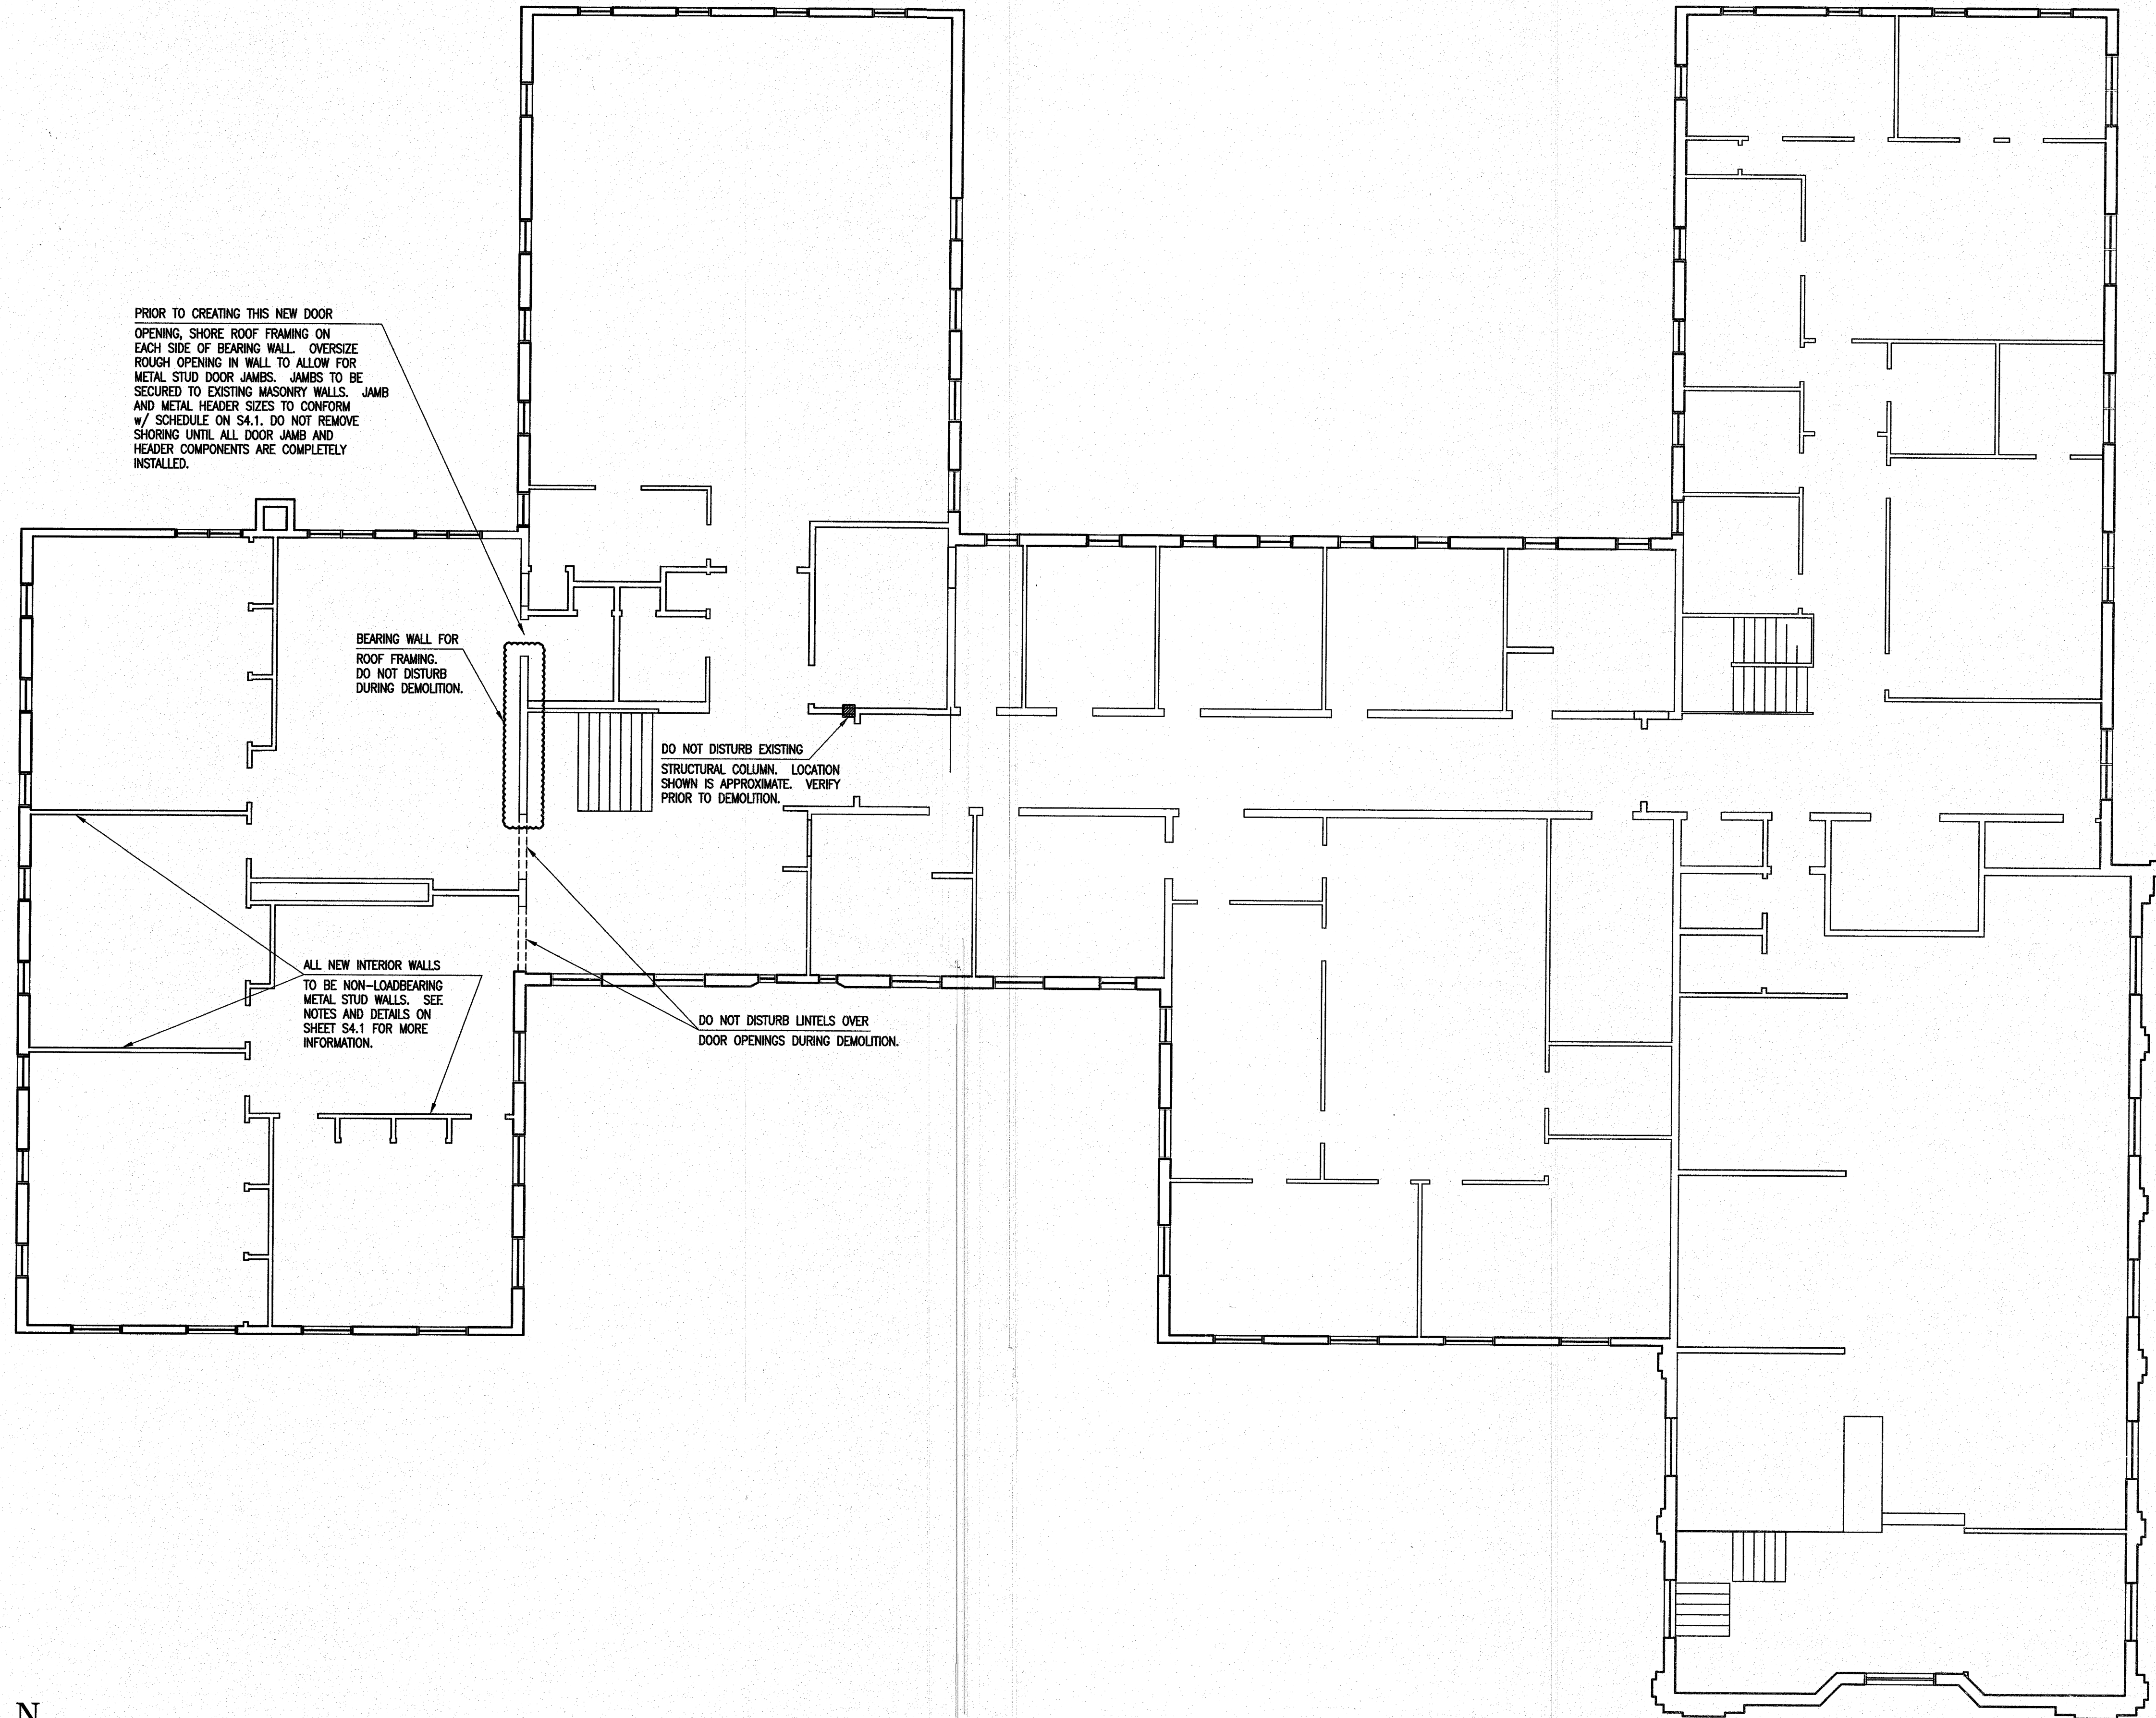 PRIOR TO CREATING THIS NEW DOOR
OPENING, SHORE ROOF FRAMING ON
EACH SIDE OF BEARING WALL. OVERSIZE
ROUGH OPENING IN WALL TO ALLOW FOR
METAL STUD DOOR JAMBS. JAMBS TO BE
SECURED TO EXISTING MASONRY WALLS. JAMB
AND METAL HEADER SIZES TO CONFORM
w/ SCHEDULE ON S4.1. DO NOT REMOVE
SHORING UNTIL ALL DOOR JAMB AND
HEADER COMPONENTS ARE COMPLETELY
INSTALLED.
BEARING WALL FOR
ROOF FRAMING.
DO NOT DISTURB
DURING DEMOLITION.
DO NOT DISTURB EXISTING
STRUCTURAL COLUMN. LOCATION
SHOWN IS APPROXIMATE. VERIFY
PRIOR TO DEMOLITION.
ALL NEW INTERIOR WALLS
TO BE NON-LOADBEARING
METAL STUD WALLS. SEE
NOTES AND DETAILS ON
SHEET S4.1 FOR MORE
INFORMATION.
DO NOT DISTURB LINTELS OVER
DOOR OPENINGS DURING DEMOLITION.
N